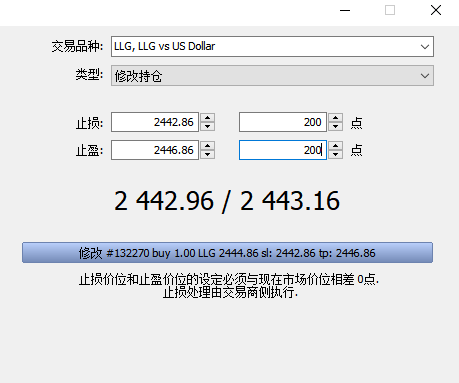 交易品种: LLG, LLG vs US Dollar
类型: 修改持仓
止损: 2442.86 200 点
止盈: 2446.86 200 点
2 442.96 / 2 443.16
修改 #132270 buy 1.00 LLG 2444.86 sl: 2442.86 tp: 2446.86
止损价位和止盈价位的设定必须与现在市场价位相差 0点.
止损处理由交易商侧执行.